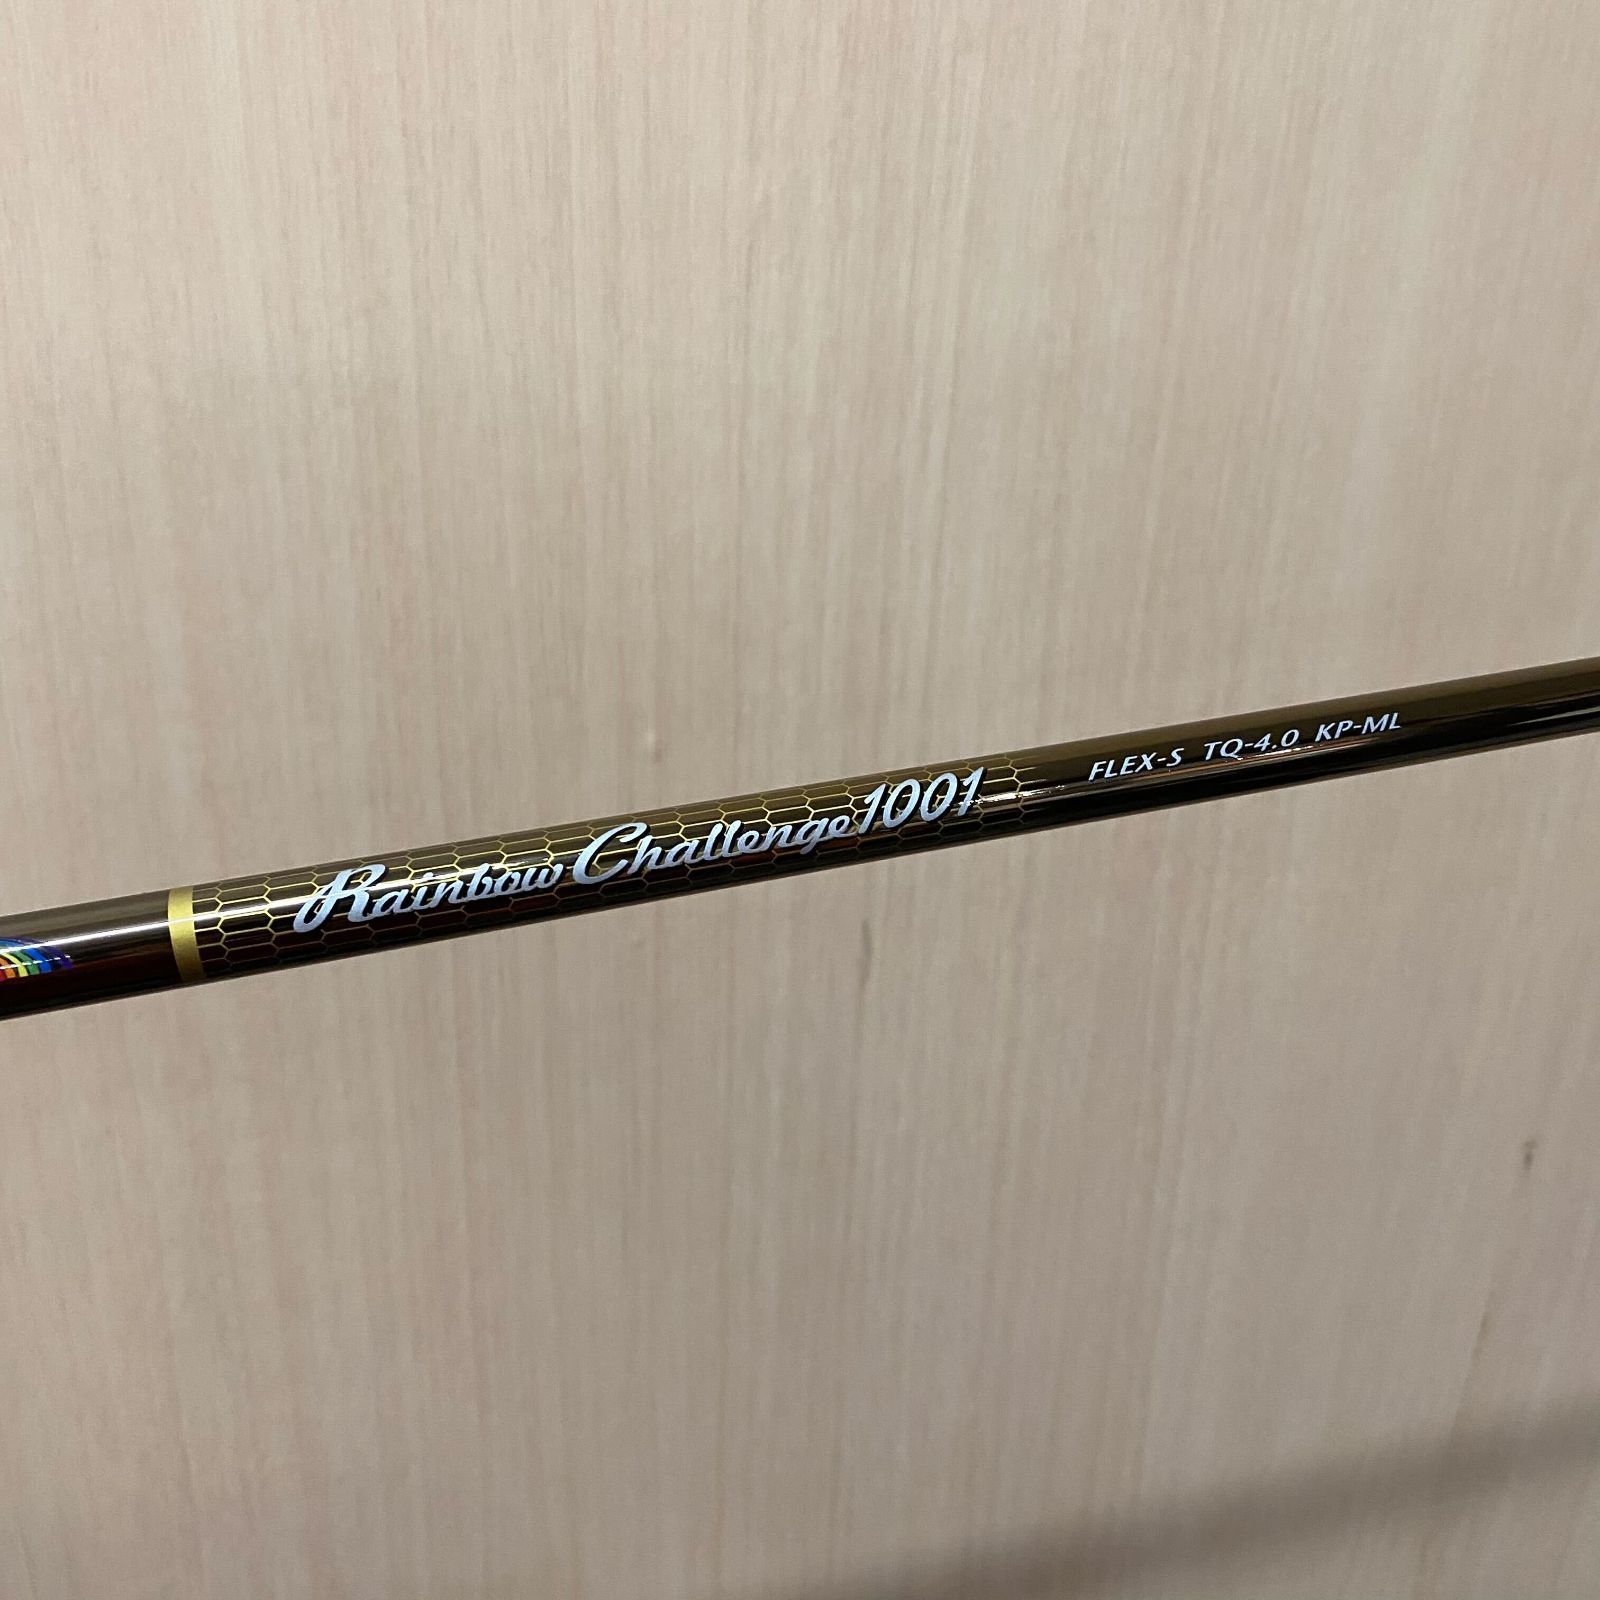 Rainbow Challenge 1001 FLEX-S TQ-4.0 KP-ML